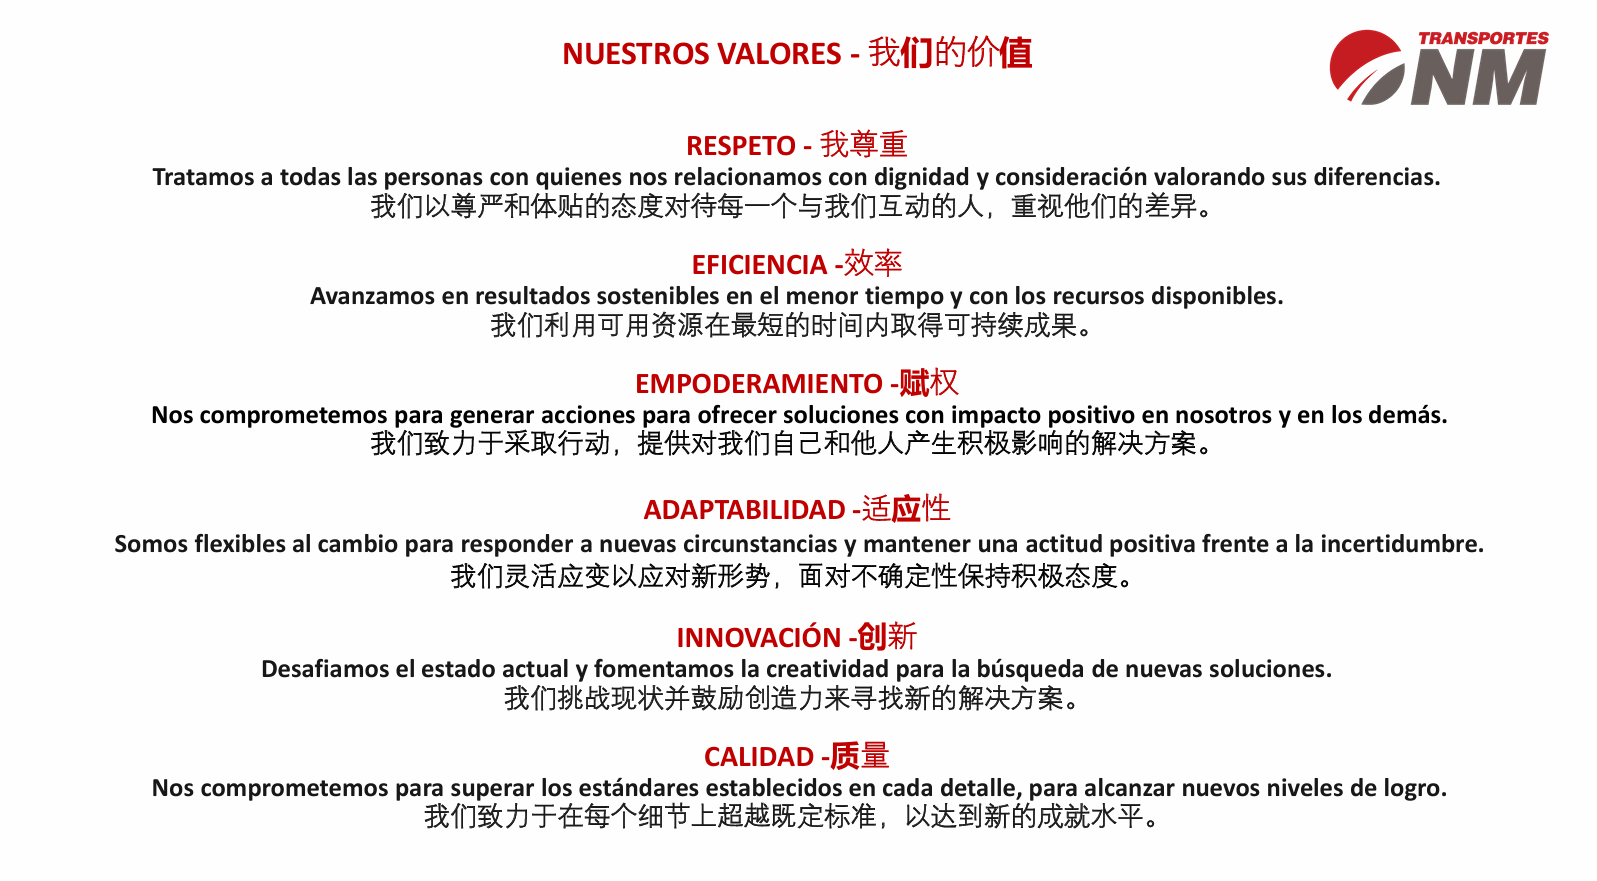 NUESTROS VALORES - 我们的价值
TRANSPORTES
NM
RESPETO - 我尊重
Tratamos a todas las personas con quienes nos relacionamos con dignidad y consideración valorando sus diferencias.
我们以尊严和体贴的态度对待每一个与我们互动的人，重视他们的差异。
EFICIENCIA -效率
Avanzamos en resultados sostenibles en el menor tiempo y con los recursos disponibles.
我们利用可用资源在最短的时间内取得可持续成果。
EMPODERAMIENTO -赋权
Nos comprometemos para generar acciones para ofrecer soluciones con impacto positivo en nosotros y en los demás.
我们致力于采取行动，提供对我们自己和他人产生积极影响的解决方案。
ADAPTABILIDAD -适应性
Somos flexibles al cambio para responder a nuevas circunstancias y mantener una actitud positiva frente a la incertidumbre.
我们灵活应变以应对新形势，面对不确定性保持积极态度。
INNOVACIÓN -创新
Desafiamos el estado actual y fomentamos la creatividad para la búsqueda de nuevas soluciones.
我们挑战现状并鼓励创造力来寻找新的解决方案。
CALIDAD -质量
Nos comprometemos para superar los estándares establecidos en cada detalle, para alcanzar nuevos niveles de logro.
我们致力于在每个细节上超越既定标准，以达到新的成就水平。